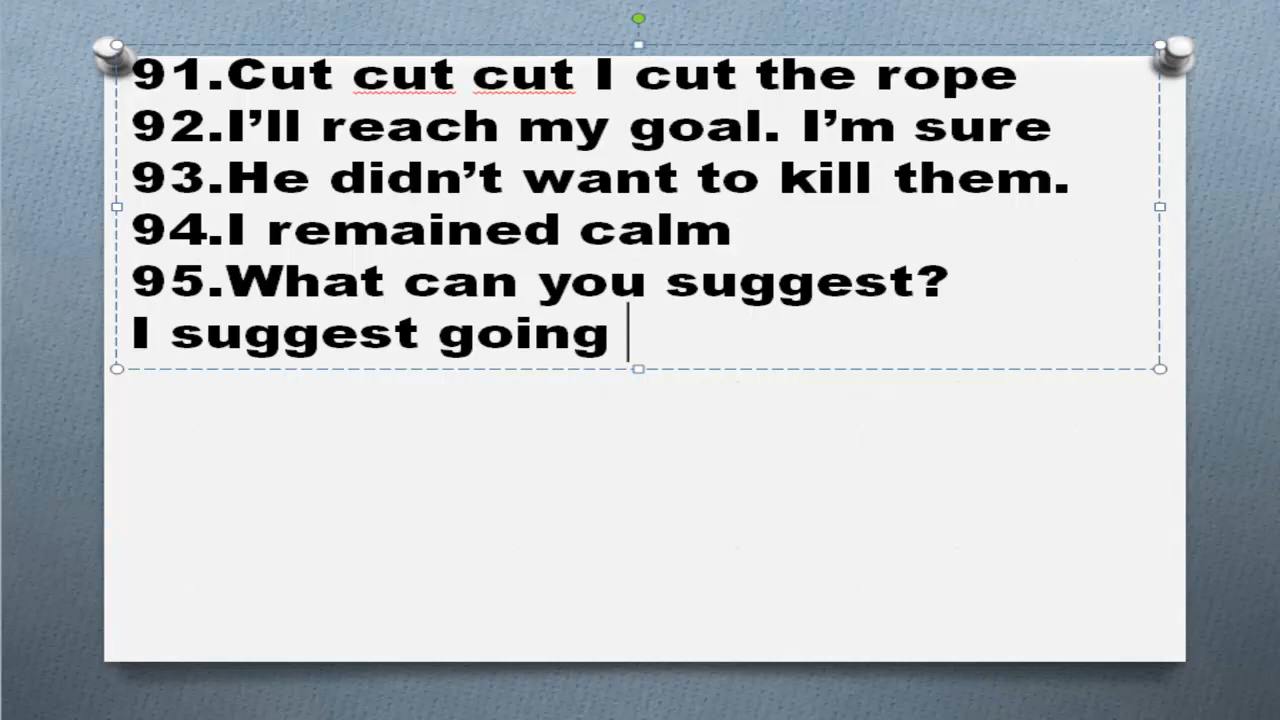 91.Cut cut cut I cut the rope
92.I’ll reach my goal. I’m sure
93.He didn’t want to kill them.
94.I remained calm
95.What can you suggest?
I suggest going